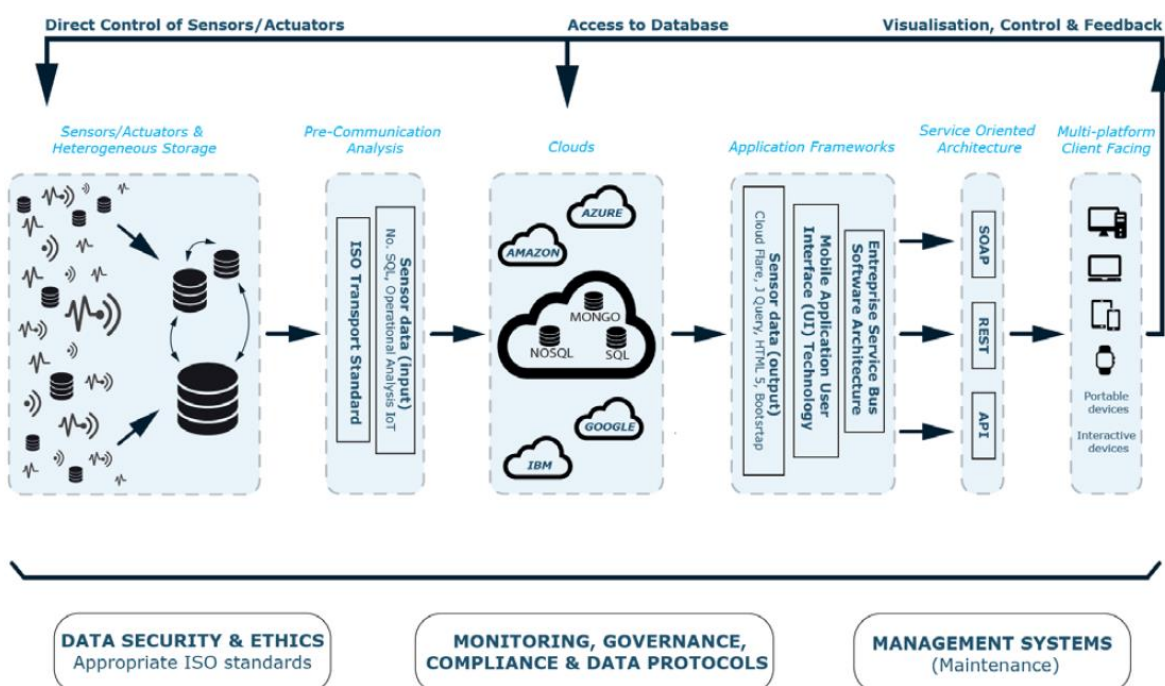 Direct Control of Sensors/Actuators
Access to Database
Visualisation, Control & Feedback
Sensors/Actuators &
Heterogeneous Storage
Pre-Communication
Analysis
Clouds
Application Frameworks
Service Oriented
Architecture
Multi-platform
Client Facing
ISO Transport Standard
Sensor data (input)
No. SQL, Operational Analysis IoT
AZURE
AMAZON
MONGO
NOSQL
SQL
GOOGLE
IBM
Sensor data (output)
Cloud Flare, J Query, HTML 5, Bootsrtap
Mobile Application User
Interface (UI) Technology
Entreprise Service Bus
Software Architecture
SOAP
REST
API
Portable
devices
Interactive
devices
DATA SECURITY & ETHICS
Appropriate ISO standards
MONITORING, GOVERNANCE,
COMPLIANCE & DATA PROTOCOLS
MANAGEMENT SYSTEMS
(Maintenance)